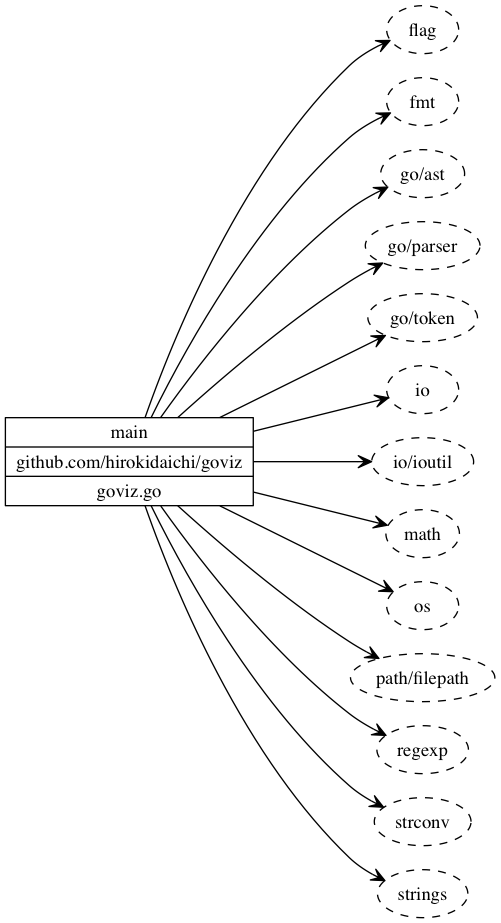 main
github.com/hirokidaichi/goviz
goviz.go
flag
fmt
go/ast
go/parser
go/token
io
io/ioutil
math
os
path/filepath
regexp
strconv
strings